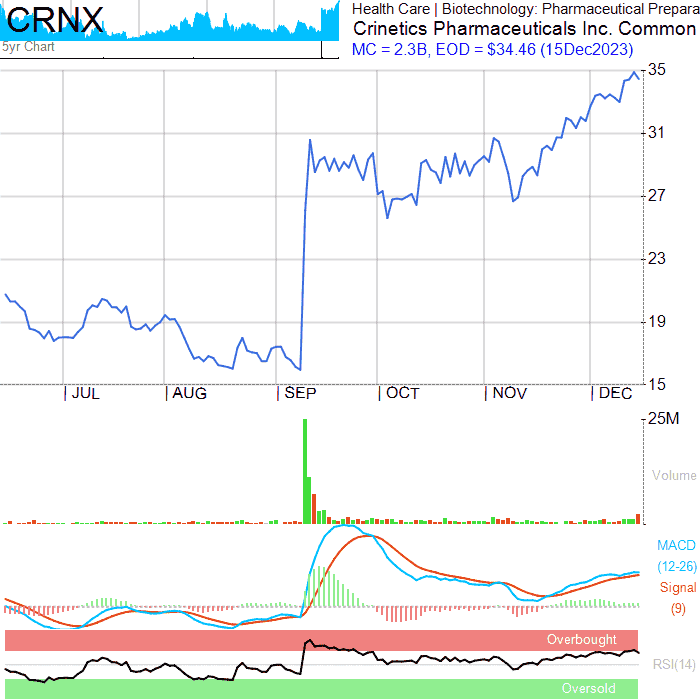 CRNX
5yr Chart
Health Care | Biotechnology: Pharmaceutical Prepara
Crinetics Pharmaceuticals Inc. Common
MC = 2.3B, EOD = $34.46 (15Dec2023)
35
31
27
23
19
15
| JUL | AUG | SEP | OCT | NOV | DEC
25M
Volume
MACD
(12-26)
Signal
(9)
Overbought
RSI(14)
Oversold